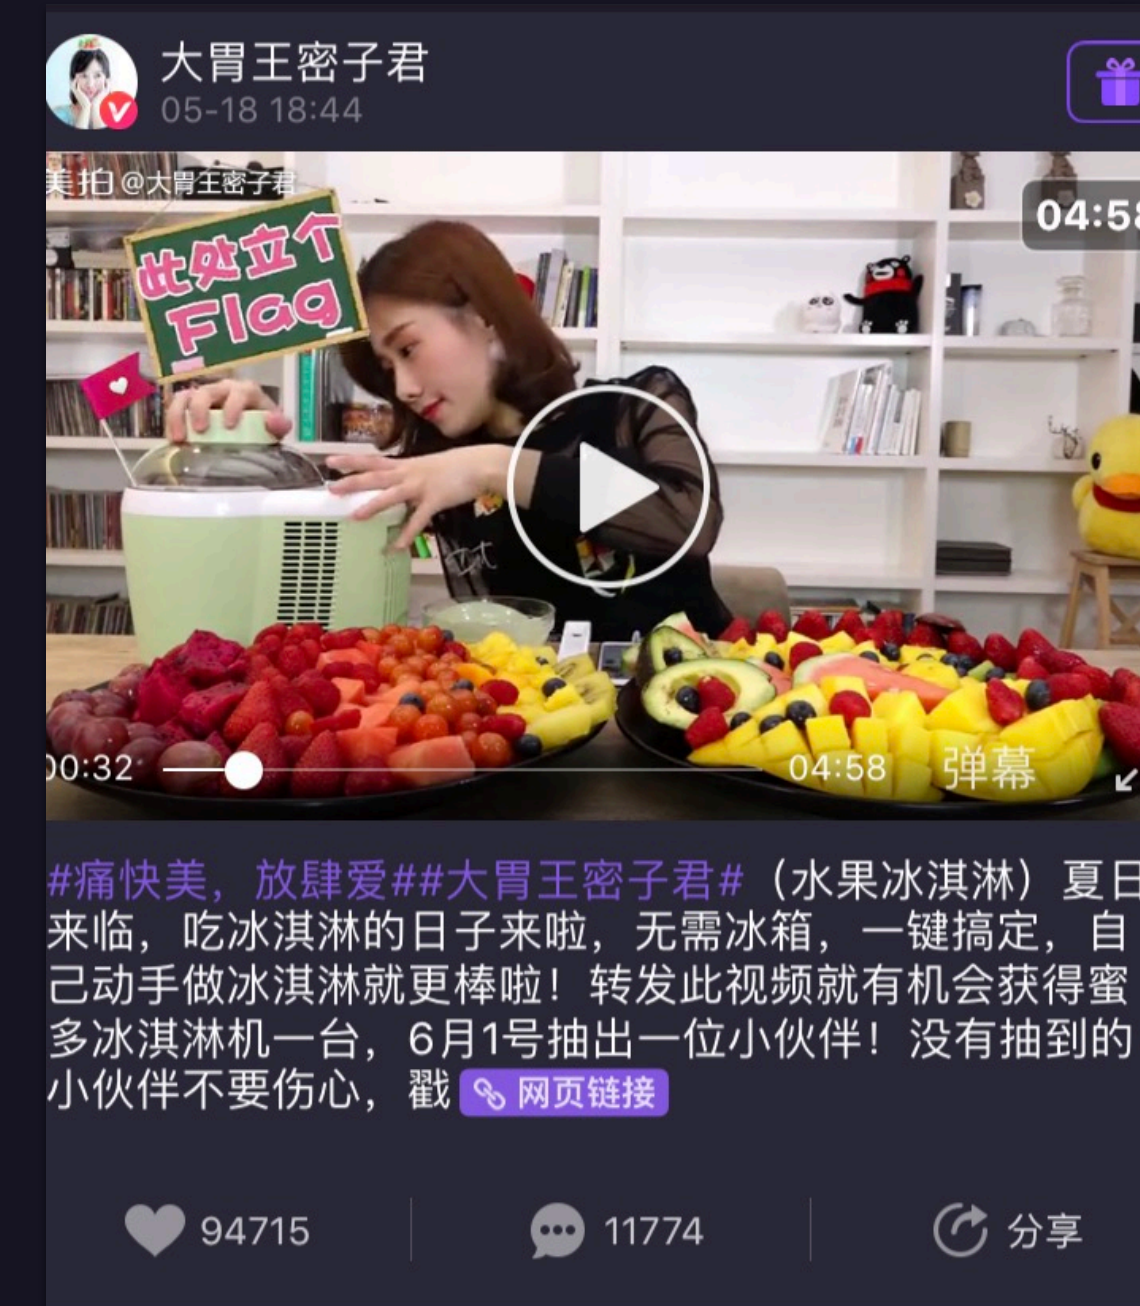 大胃王密子君
05-18 18:44
美拍 @大胃王密子君
04:58
此处立个
Flag
00:32
04:58 弹幕
#痛快美，放肆爱##大胃王密子君#（水果冰淇淋）夏日
来临，吃冰淇淋的日子来啦，无需冰箱，一键搞定，自
己动手做冰淇淋就更棒啦！转发此视频就有机会获得蜜
多冰淇淋机一台，6月1号抽出一位小伙伴！没有抽到的
小伙伴不要伤心，戳 网页链接
94715 11774 分享